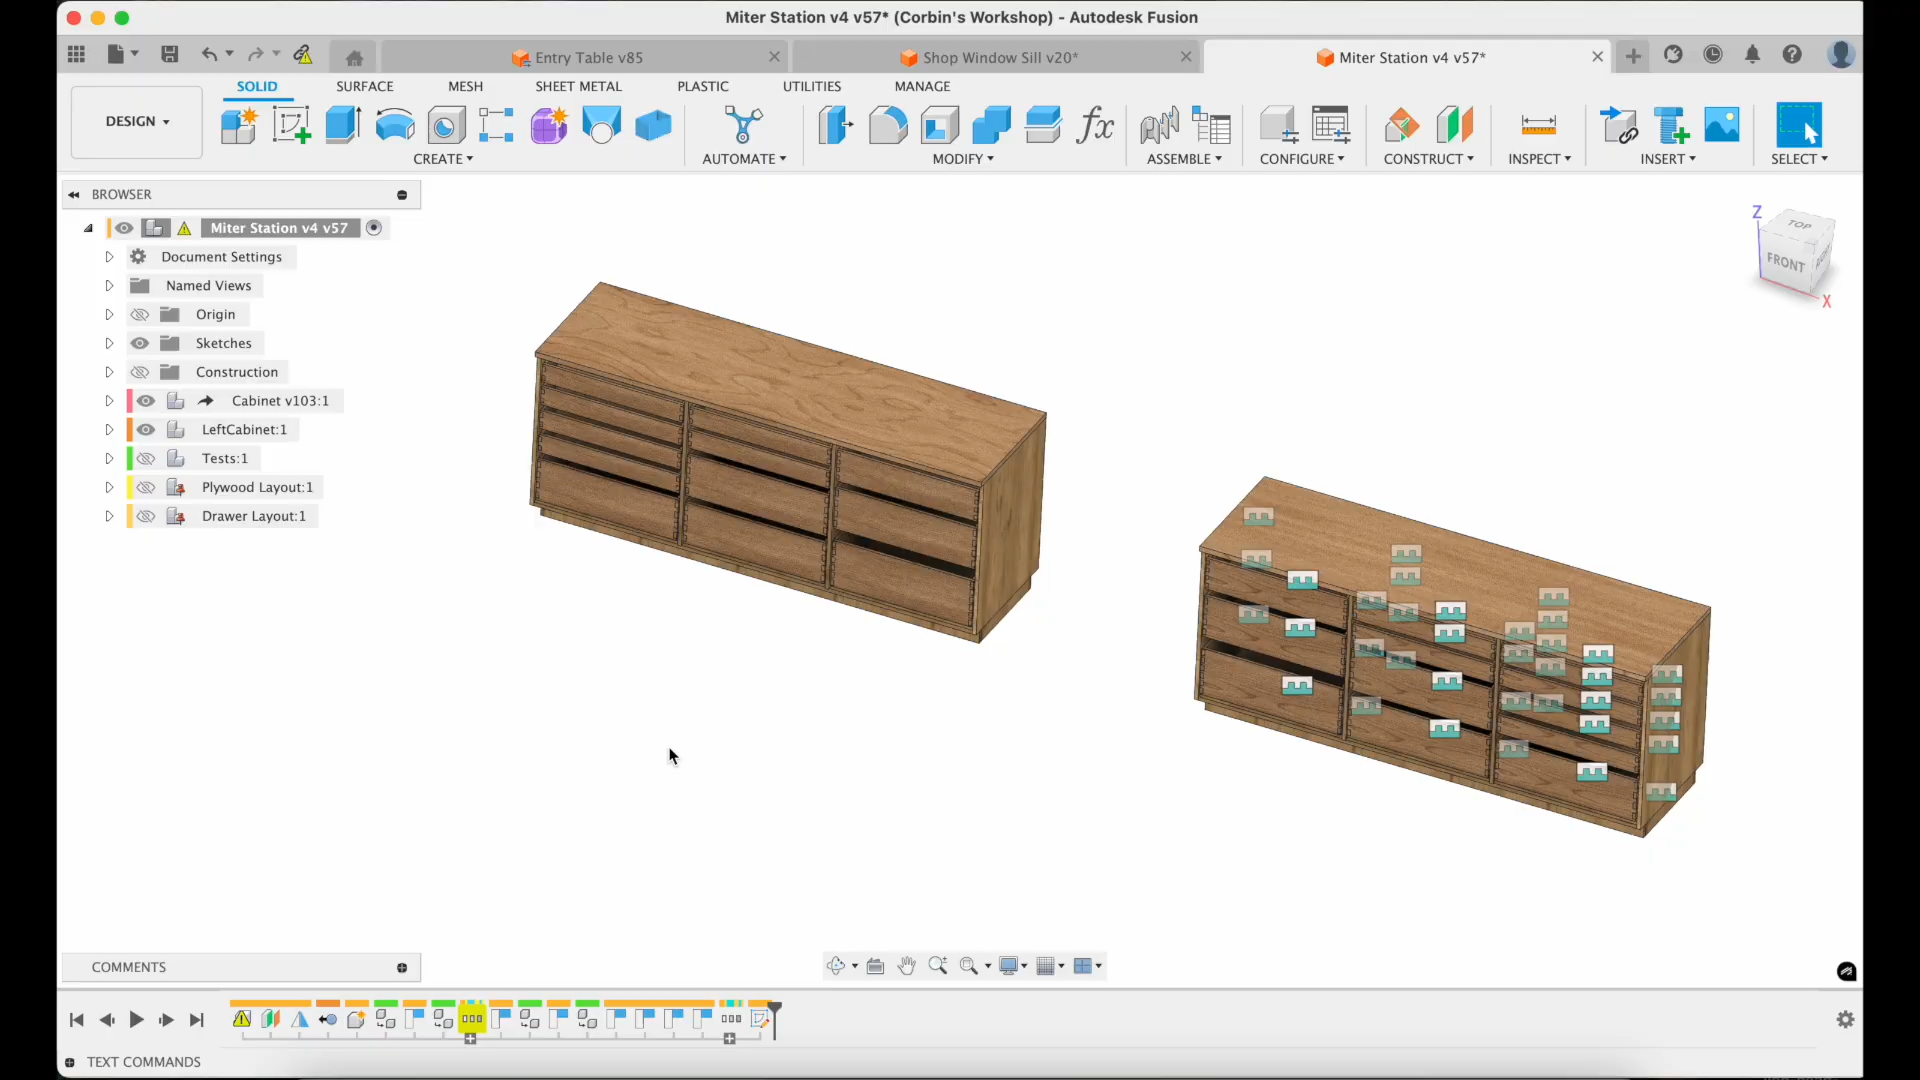 Miter Station v4 v57* (Corbin's Workshop) - Autodesk Fusion
Entry Table v85
Shop Window Sill v20*
Miter Station v4 v57*
SOLID
SURFACE
MESH
SHEET METAL
PLASTIC
UTILITIES
MANAGE
DESIGN
CREATE
AUTOMATE
MODIFY
ASSEMBLE
CONFIGURE
CONSTRUCT
INSPECT
INSERT
SELECT
fx
BROWSER
Miter Station v4 v57
Document Settings
Named Views
Origin
Sketches
Construction
Cabinet v103:1
LeftCabinet:1
Tests:1
Plywood Layout:1
Drawer Layout:1
Z
TOP
FRONT
X
COMMENTS
TEXT COMMANDS